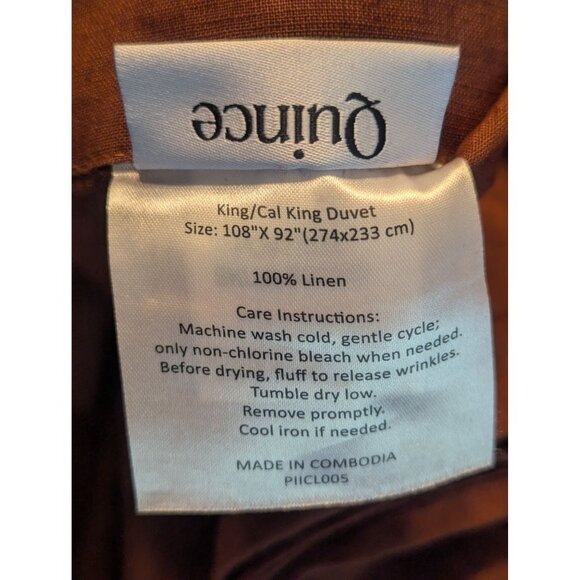 Quince
King/Cal King Duvet
Size: 108"X 92"(274x233 cm)
100% Linen
Care Instructions:
Machine wash cold, gentle cycle;
only non-chlorine bleach when needed.
Before drying, fluff to release wrinkles.
Tumble dry low.
Remove promptly.
Cool iron if needed.
MADE IN COMBODIA
PIICL005